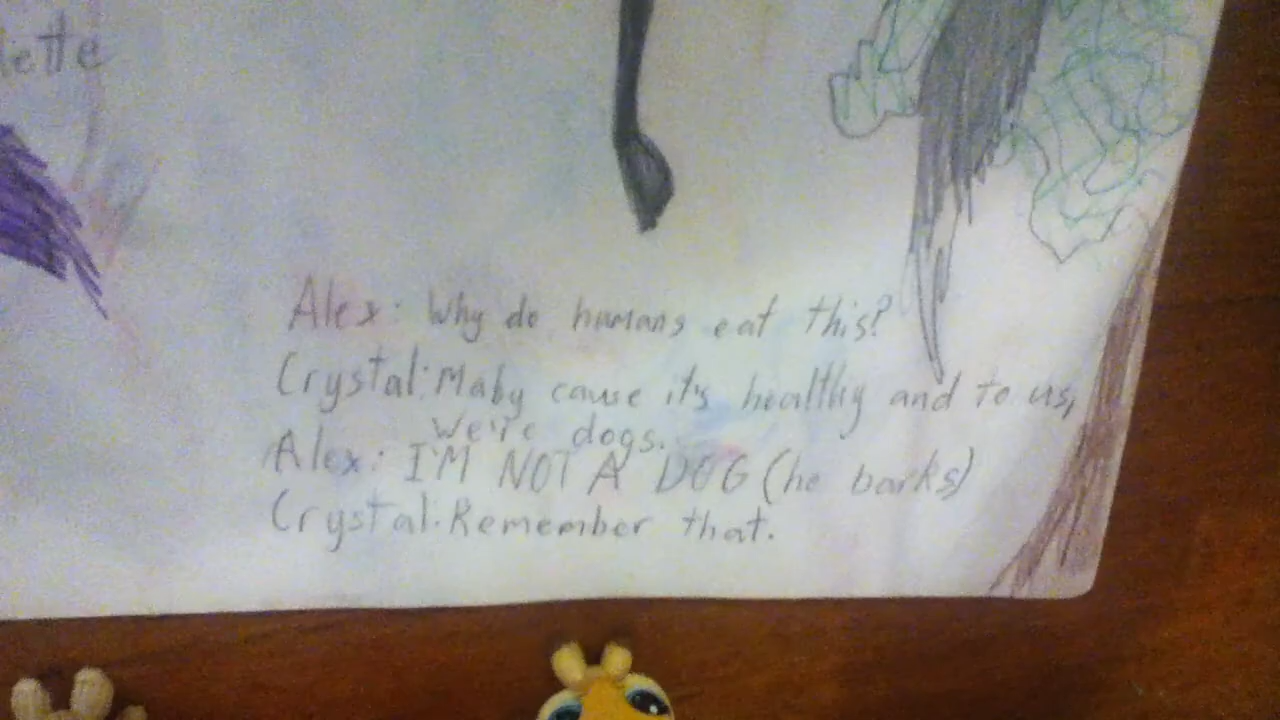 iette
Alex: Why do humans eat this?
Crystal: Maby cause it's healthy and to us,
we're dogs.
Alex: I'M NOT A DOG (he barks)
Crystal: Remember that.